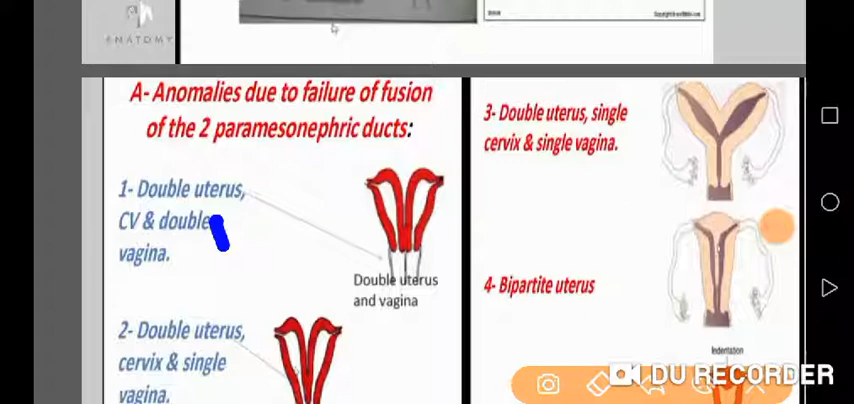 ANATOMY
A- Anomalies due to failure of fusion
of the 2 paramesonephric ducts:
1- Double uterus,
CV & double
vagina.
Double uterus
and vagina
2- Double uterus,
cervix & single
vagina.
3- Double uterus, single
cervix & single vagina.
4- Bipartite uterus
Indentation
DU RECORDER